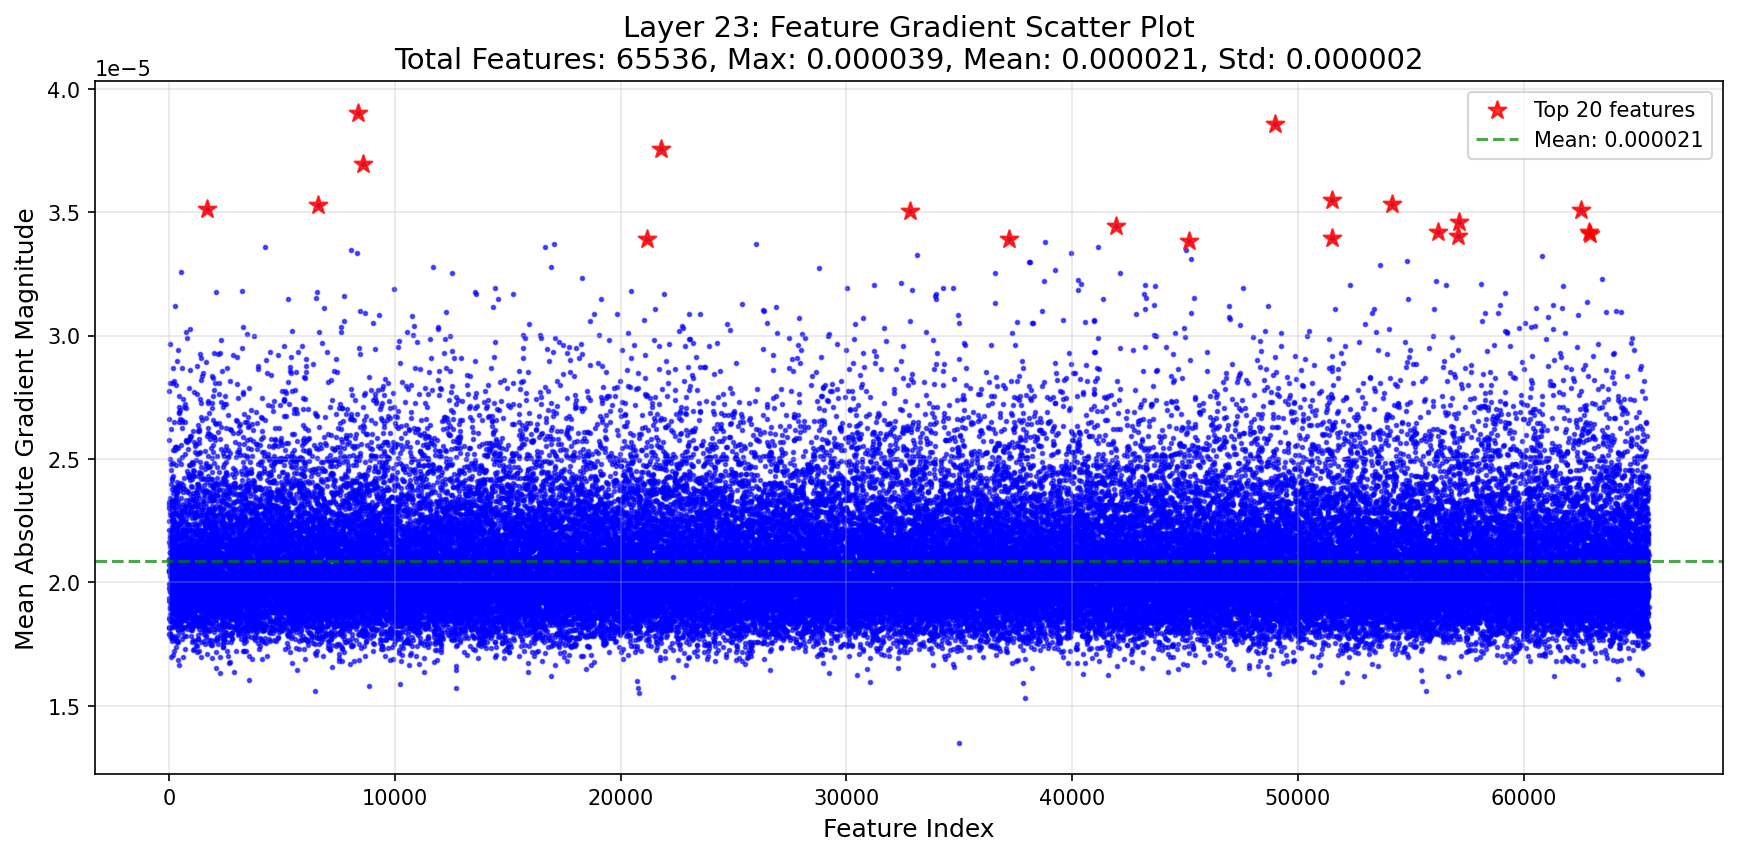 Layer 23: Feature Gradient Scatter Plot
Total Features: 65536, Max: 0.000039, Mean: 0.000021, Std: 0.000002
1e−5
4.0
3.5
3.0
2.5
2.0
1.5
Mean Absolute Gradient Magnitude
Top 20 features
Mean: 0.000021
0 10000 20000 30000 40000 50000 60000
Feature Index